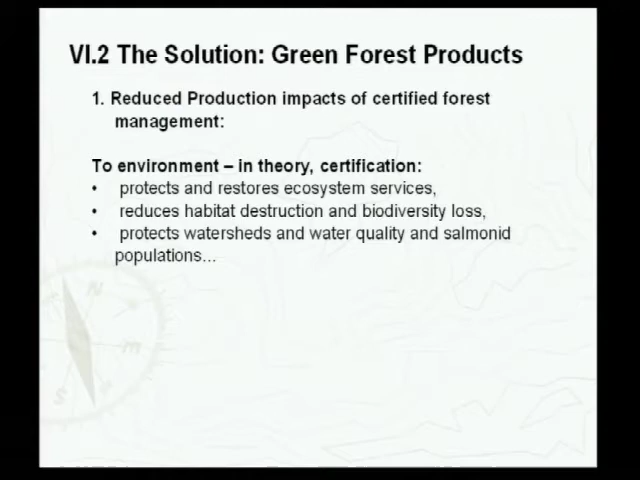 VI.2 The Solution: Green Forest Products
1. Reduced Production impacts of certified forest
management:
To environment – in theory, certification:
• protects and restores ecosystem services,
• reduces habitat destruction and biodiversity loss,
• protects watersheds and water quality and salmonid
populations...
N
S